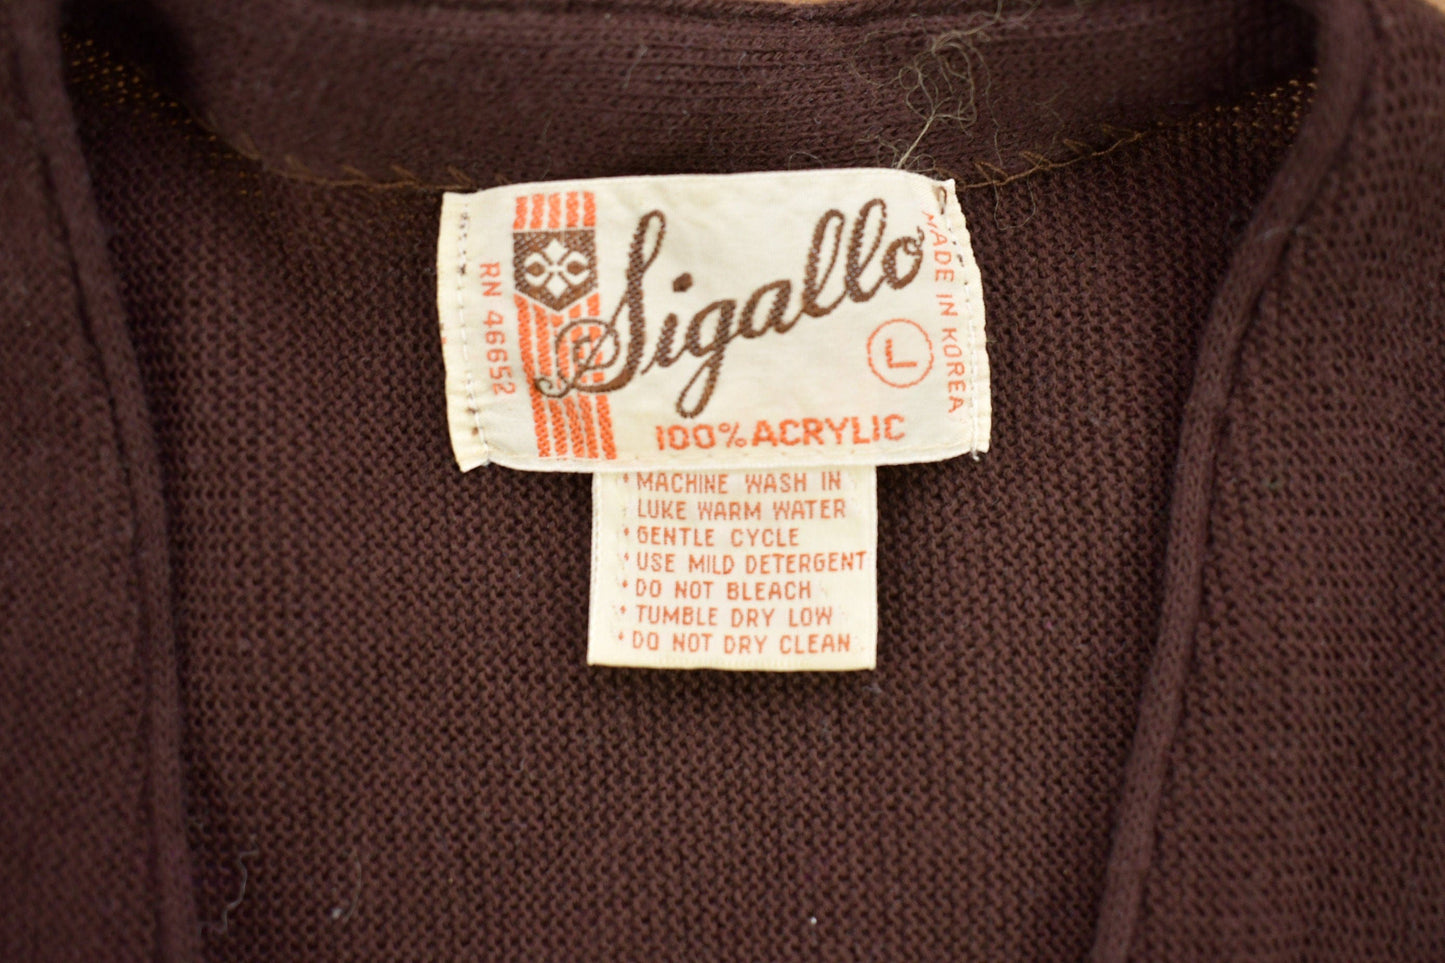 RN 46652
Sigallo
L
MADE IN KOREA
100% ACRYLIC
MACHINE WASH IN
LUKE WARM WATER
GENTLE CYCLE
USE MILD DETERGENT
DO NOT BLEACH
TUMBLE DRY LOW
DO NOT DRY CLEAN